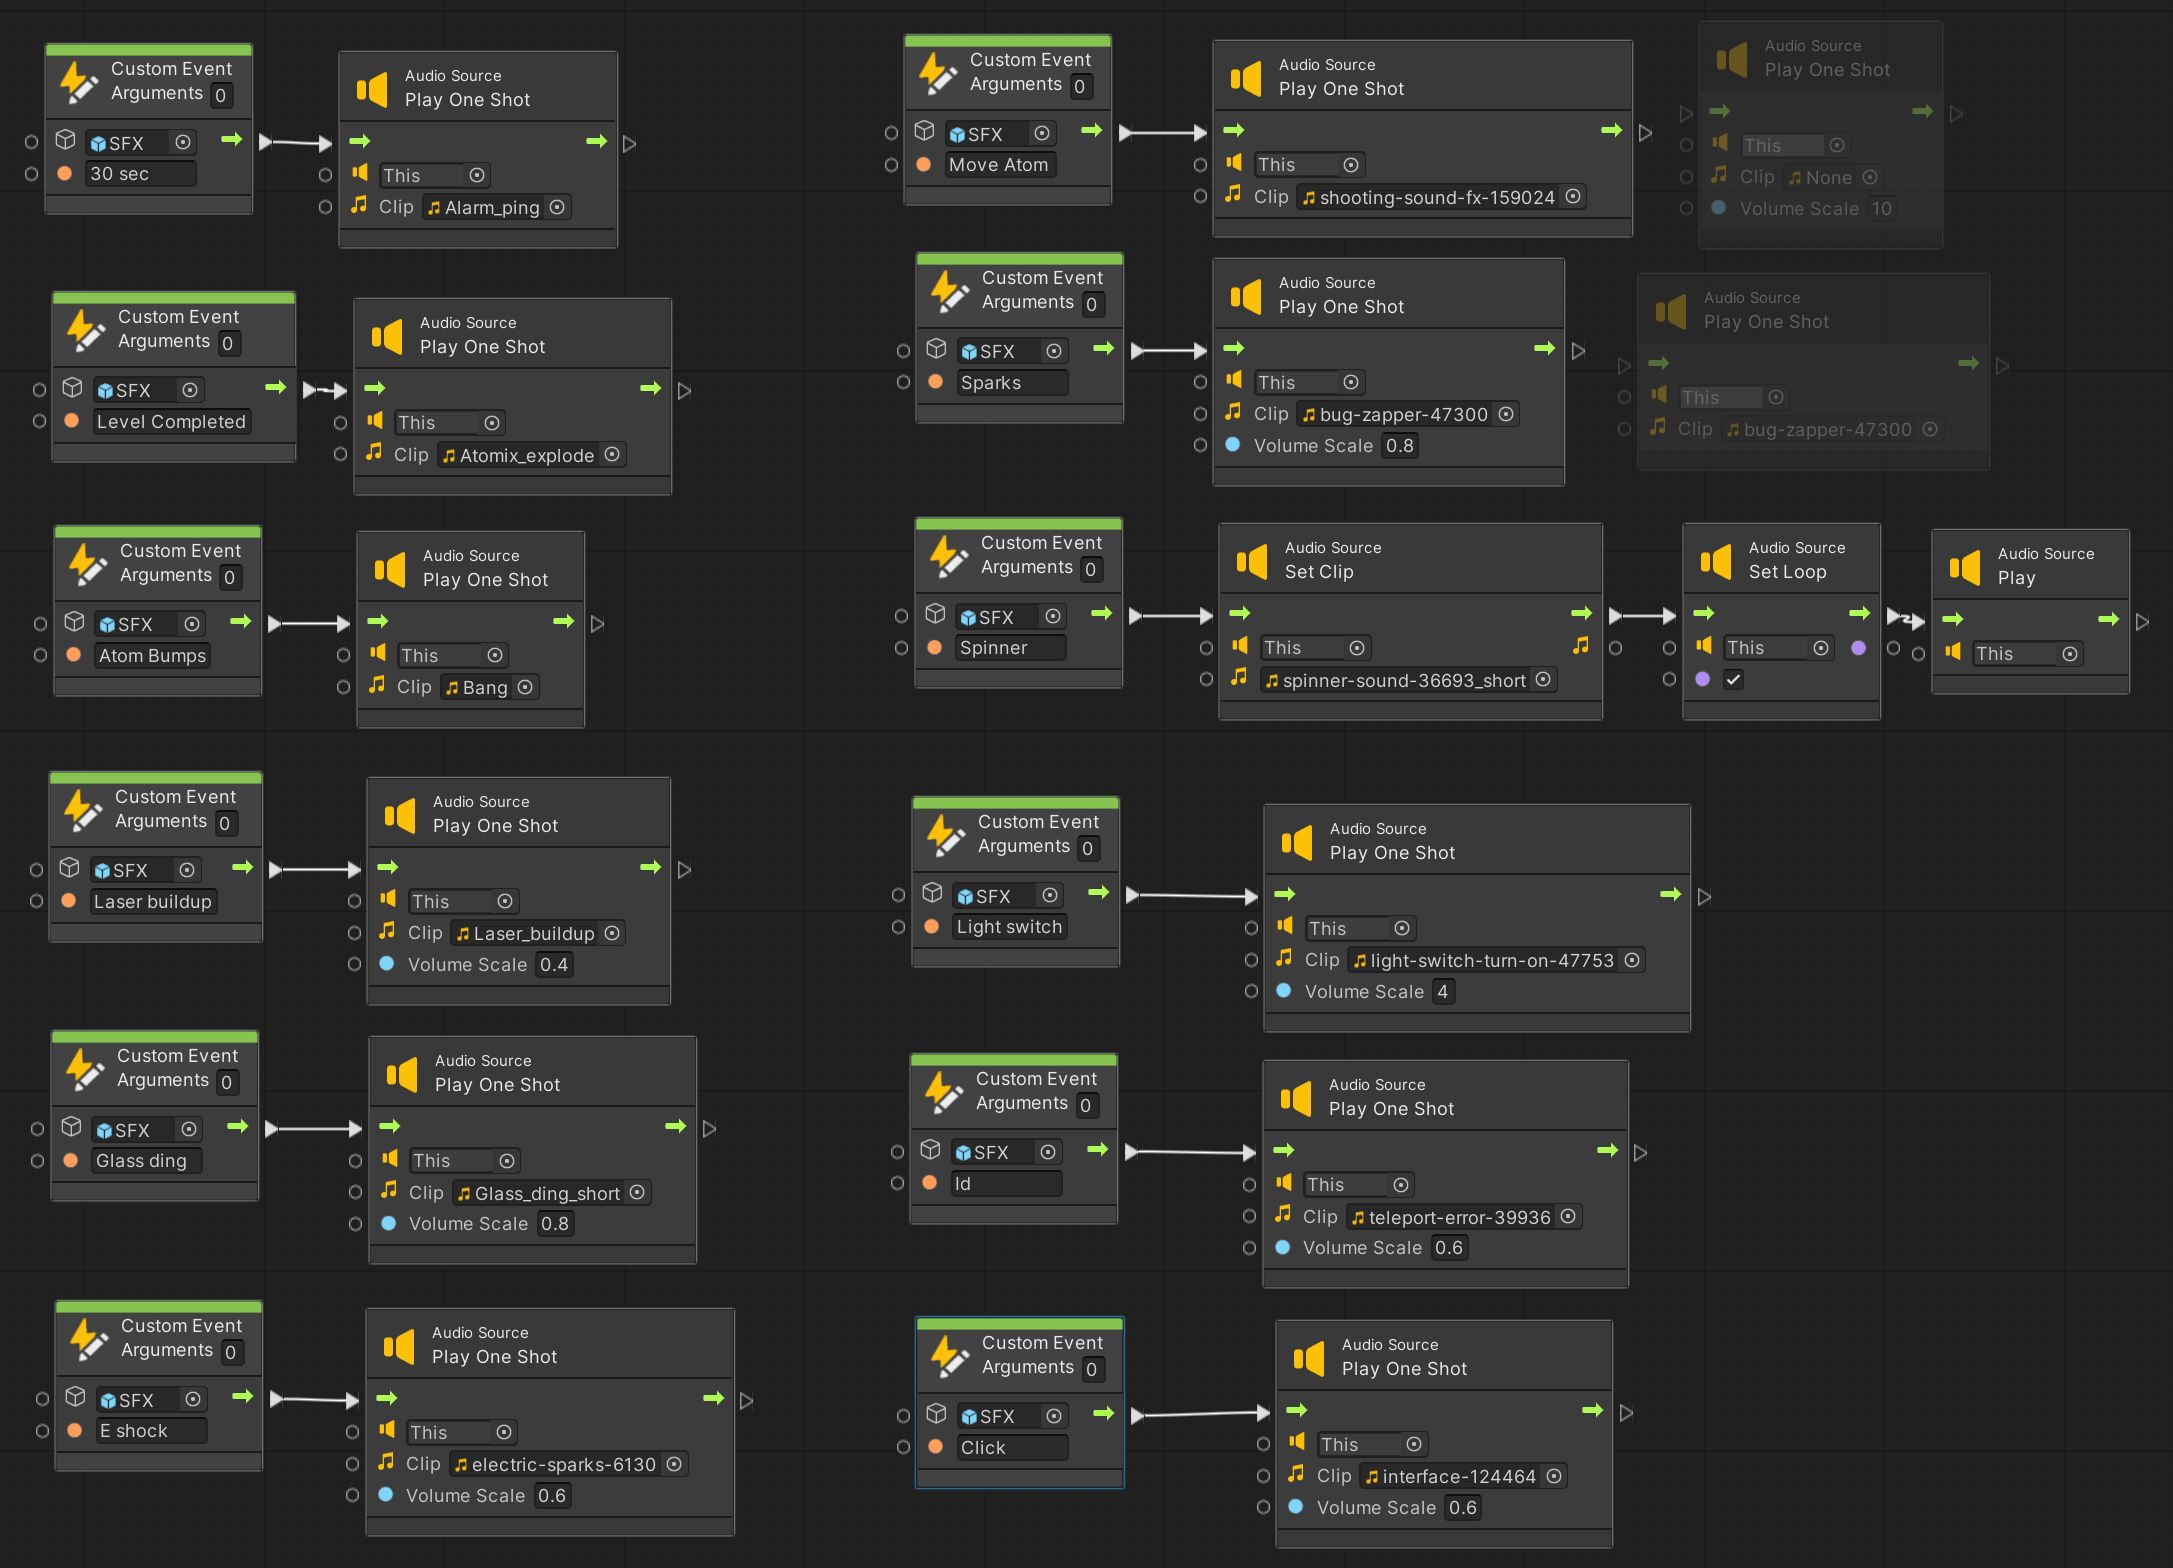 Custom Event
Arguments 0
SFX
30 sec
Audio Source
Play One Shot
This
Clip Alarm_ping
Custom Event
Arguments 0
SFX
Level Completed
Audio Source
Play One Shot
This
Clip Atomix_explode
Custom Event
Arguments 0
SFX
Atom Bumps
Audio Source
Play One Shot
This
Clip Bang
Custom Event
Arguments 0
SFX
Laser buildup
Audio Source
Play One Shot
This
Clip Laser_buildup
Volume Scale 0.4
Custom Event
Arguments 0
SFX
Glass ding
Audio Source
Play One Shot
This
Clip Glass_ding_short
Volume Scale 0.8
Custom Event
Arguments 0
SFX
E shock
Audio Source
Play One Shot
This
Clip electric-sparks-6130
Volume Scale 0.6
Custom Event
Arguments 0
SFX
Move Atom
Audio Source
Play One Shot
This
Clip shooting-sound-fx-159024
Audio Source
Play One Shot
This
Clip None
Volume Scale 10
Custom Event
Arguments 0
SFX
Sparks
Audio Source
Play One Shot
This
Clip bug-zapper-47300
Volume Scale 0.8
Audio Source
Play One Shot
This
Clip bug-zapper-47300
Custom Event
Arguments 0
SFX
Spinner
Audio Source
Set Clip
This
spinner-sound-36693_short
Audio Source
Set Loop
This
Audio Source
Play
This
Custom Event
Arguments 0
SFX
Light switch
Audio Source
Play One Shot
This
Clip light-switch-turn-on-47753
Volume Scale 4
Custom Event
Arguments 0
SFX
Id
Audio Source
Play One Shot
This
Clip teleport-error-39936
Volume Scale 0.6
Custom Event
Arguments 0
SFX
Click
Audio Source
Play One Shot
This
Clip interface-124464
Volume Scale 0.6